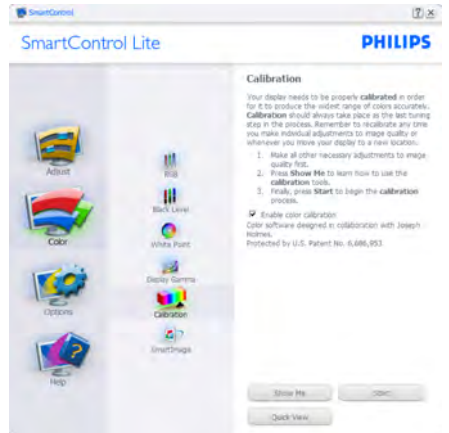 SmartControl
SmartControl Lite
PHILIPS
Adjust
Color
Options
Help
RGB
Black Level
White Point
Display Gamma
Calibration
SmartImage
Calibration
Your display needs to be properly calibrated in order
for it to produce the widest range of colors accurately.
Calibration should always take place as the last tuning
step in the process. Remember to recalibrate any time
you make individual adjustments to image quality or
whenever you move your display to a new location.
1. Make all other necessary adjustments to image
quality first.
2. Press Show Me to learn how to use the
calibration tools.
3. Finally, press Start to begin the calibration
process.
Enable color calibration
Color software designed in collaboration with Joseph
Holmes.
Protected by U.S. Patent No. 6,686,953
Show Me
Start
Quick View